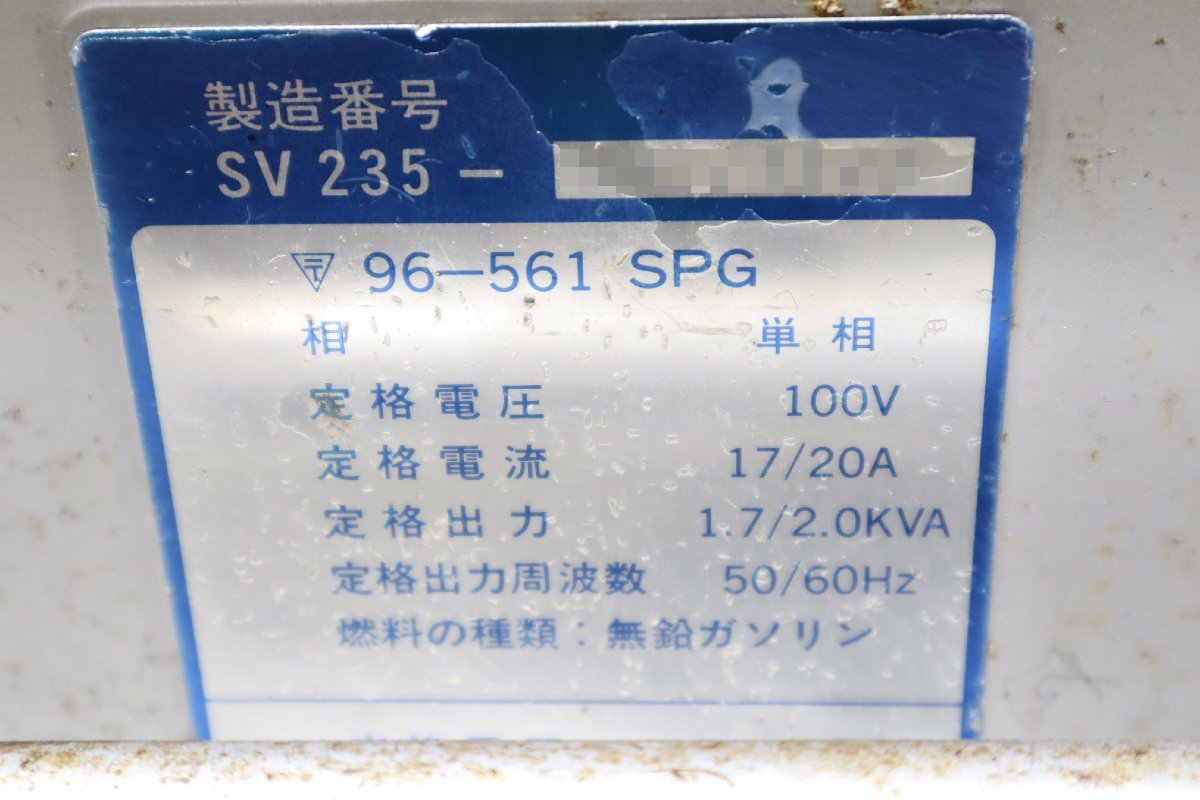 製造番号
SV 235 −
〒 96−561 SPG
相 単相
定格電圧 100V
定格電流 17/20A
定格出力 1.7/2.0KVA
定格出力周波数 50/60Hz
燃料の種類：無鉛ガソリン